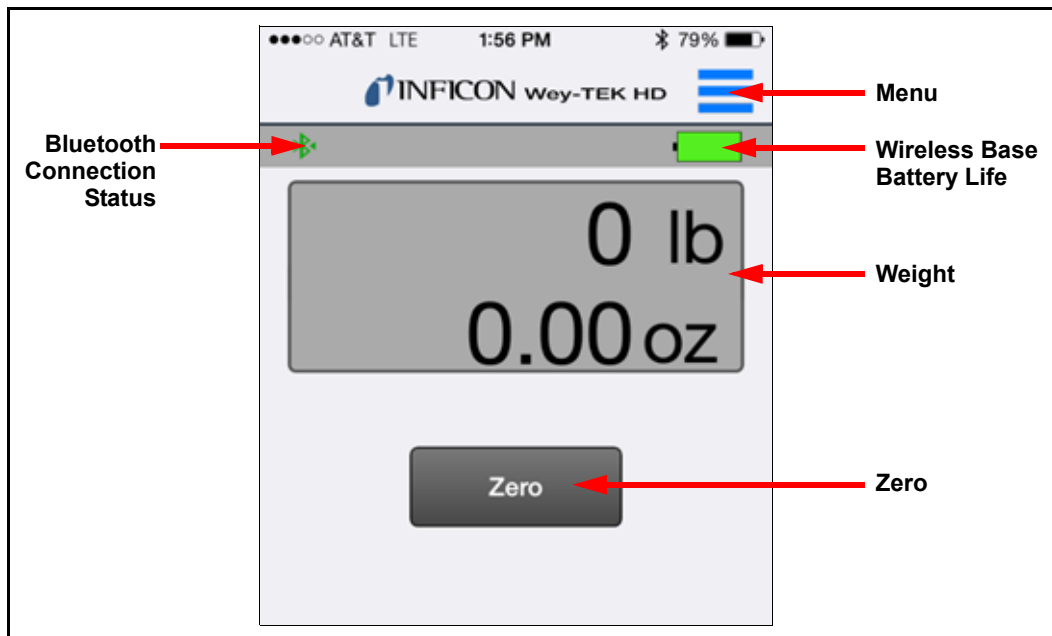 ●●●○○ AT&T LTE 1:56 PM 79%
INFICON Wey-TEK HD
Menu
Bluetooth
Connection
Status
Wireless Base
Battery Life
0 lb
0.00 oz
Weight
Zero
Zero